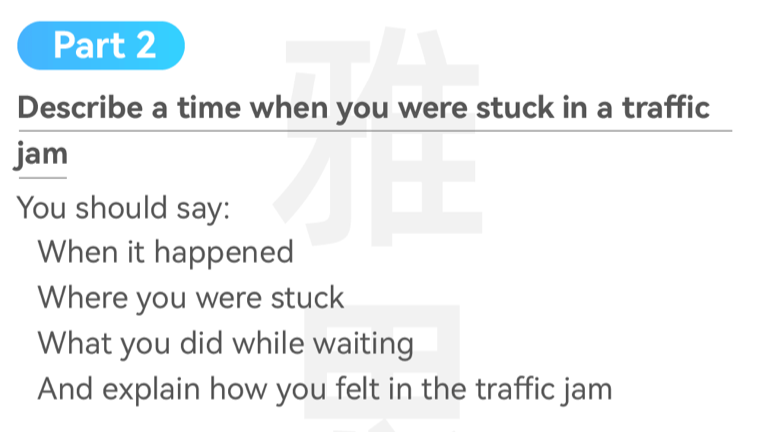 Part 2
Describe a time when you were stuck in a traffic
jam
You should say:
When it happened
Where you were stuck
What you did while waiting
And explain how you felt in the traffic jam
雅